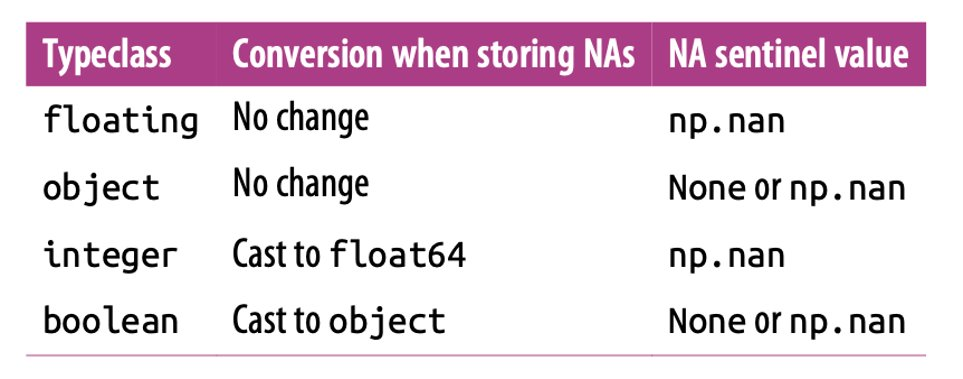 Typeclass Conversion when storing NAs NA sentinel value
floating No change np.nan
object No change None or np.nan
integer Cast to float64 np.nan
boolean Cast to object None or np.nan